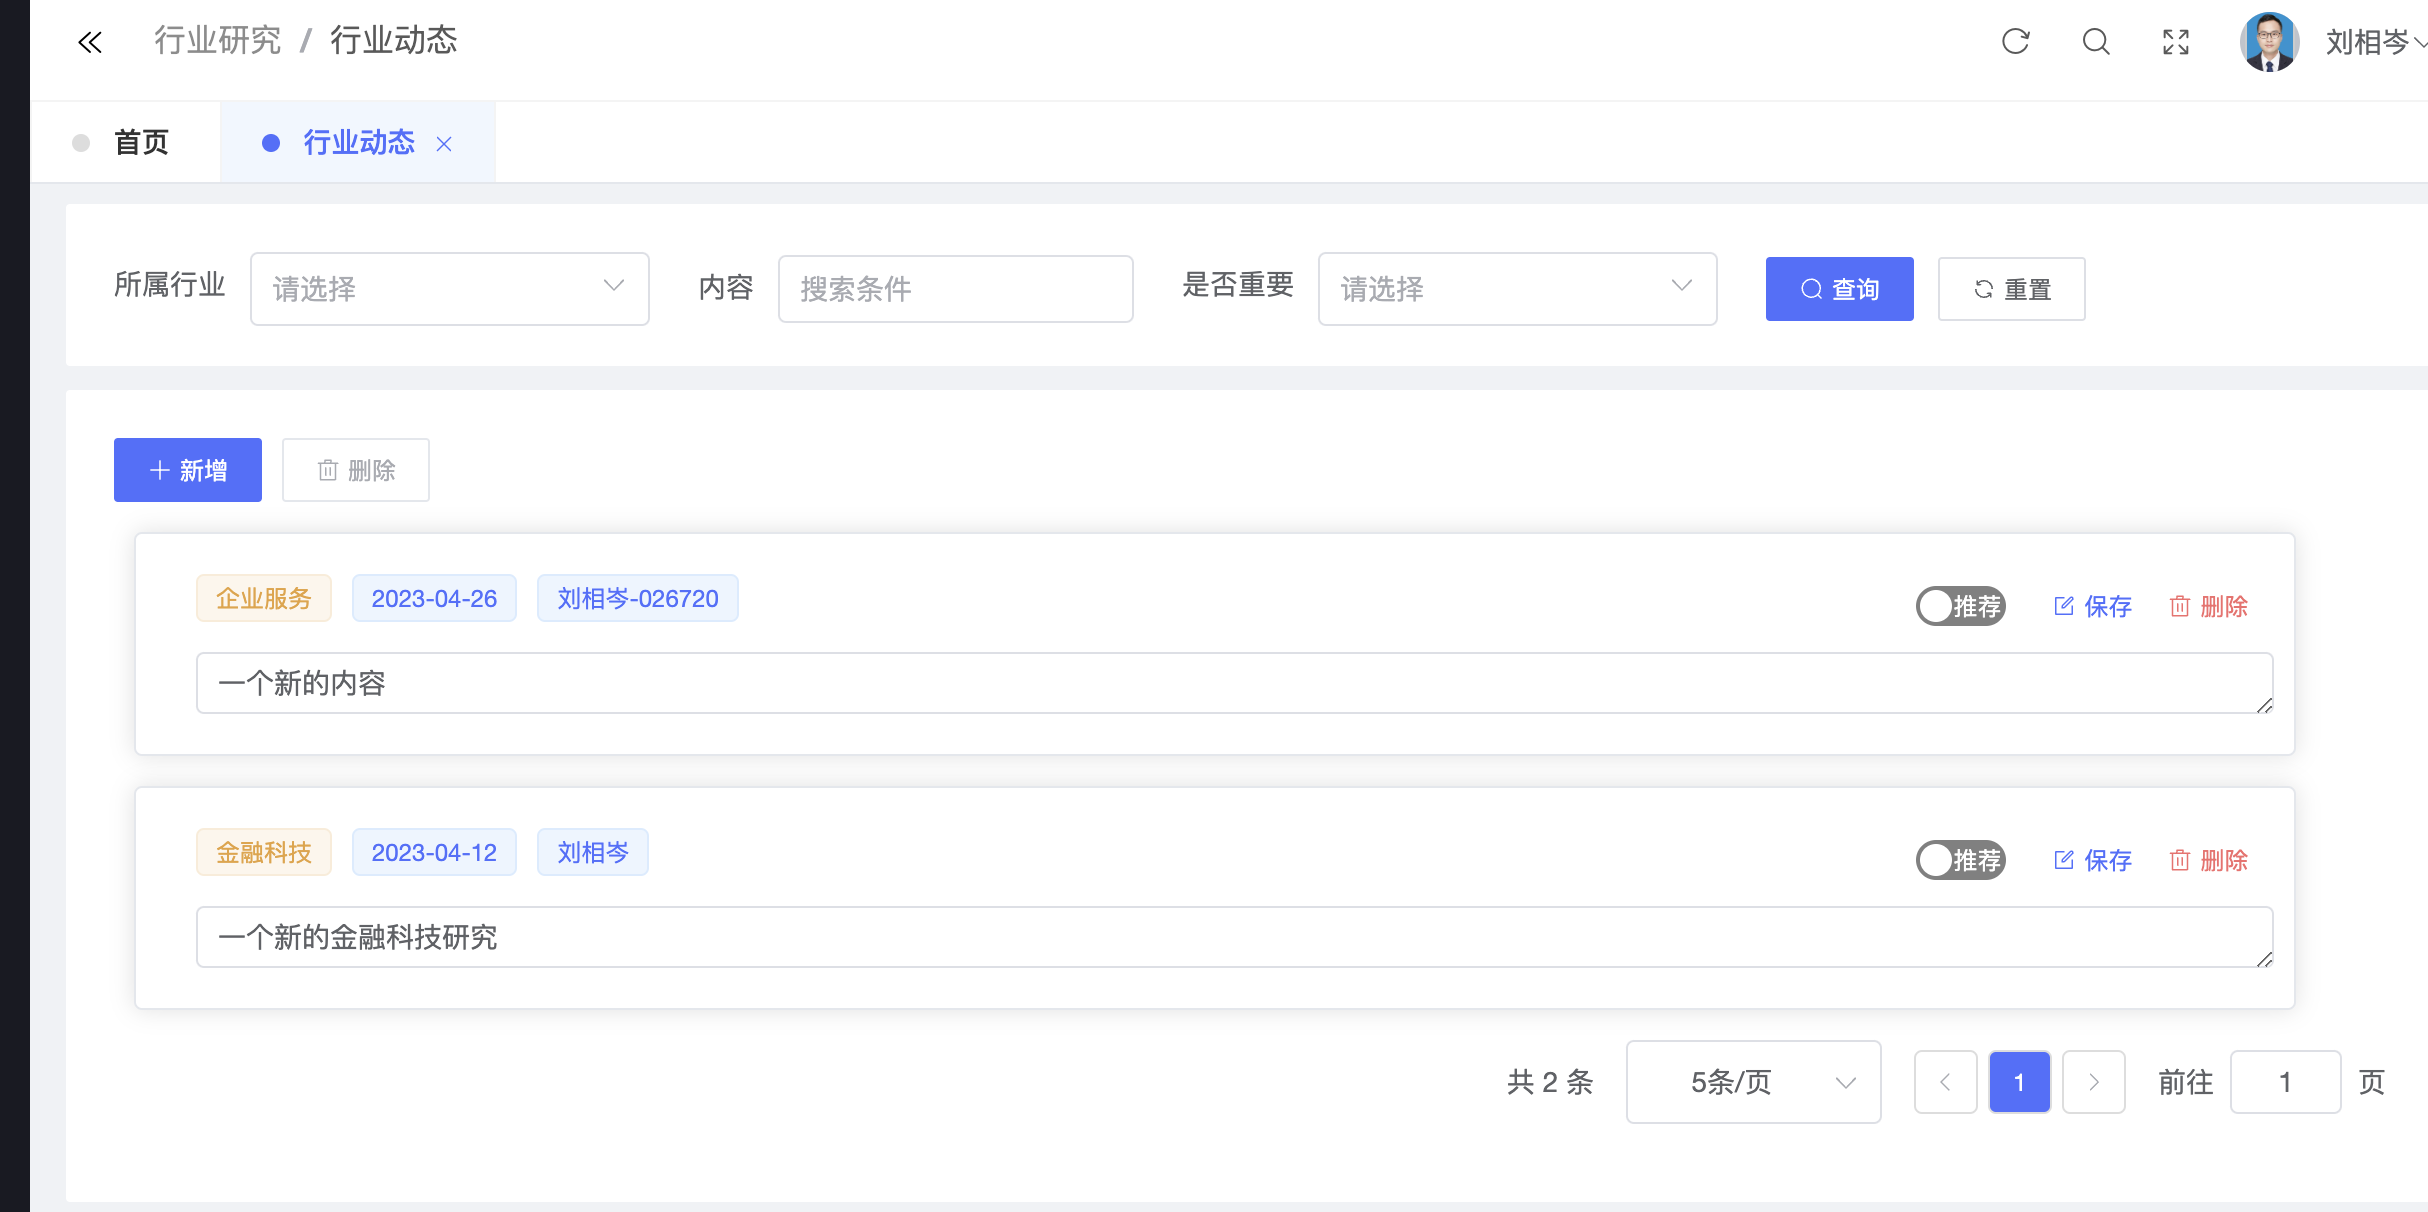 行业研究 / 行业动态
刘相岑
首页 行业动态
所属行业 请选择 内容 搜索条件 是否重要 请选择 查询 重置
新增 删除
企业服务 2023-04-26 刘相岑-026720 推荐 保存 删除
一个新的内容
金融科技 2023-04-12 刘相岑 推荐 保存 删除
一个新的金融科技研究
共 2 条 5条/页 1 前往 1 页